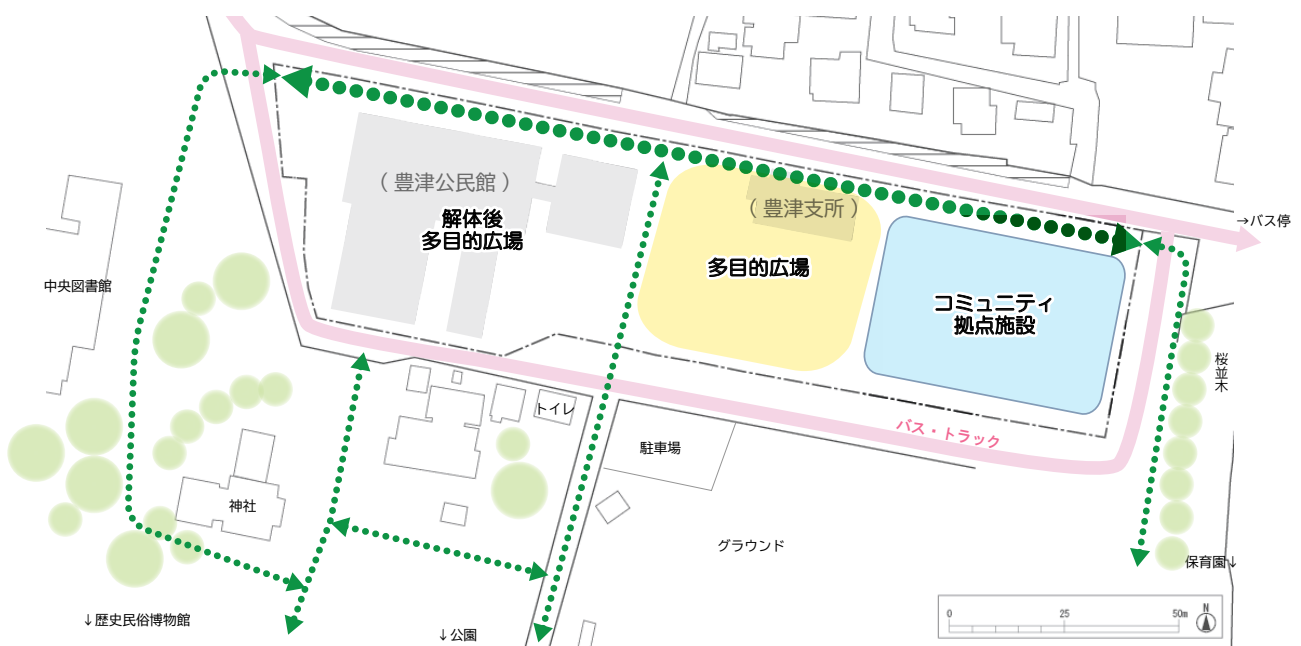 （豊津公民館）
解体後
多目的広場
（豊津支所）
→バス停
多目的広場
中央図書館
コミュニティ
拠点施設
桜並木
トイレ
バス・トラック
駐車場
神社
グラウンド
保育園↓
↓歴史民俗博物館
↓公園
0 25 50m
N